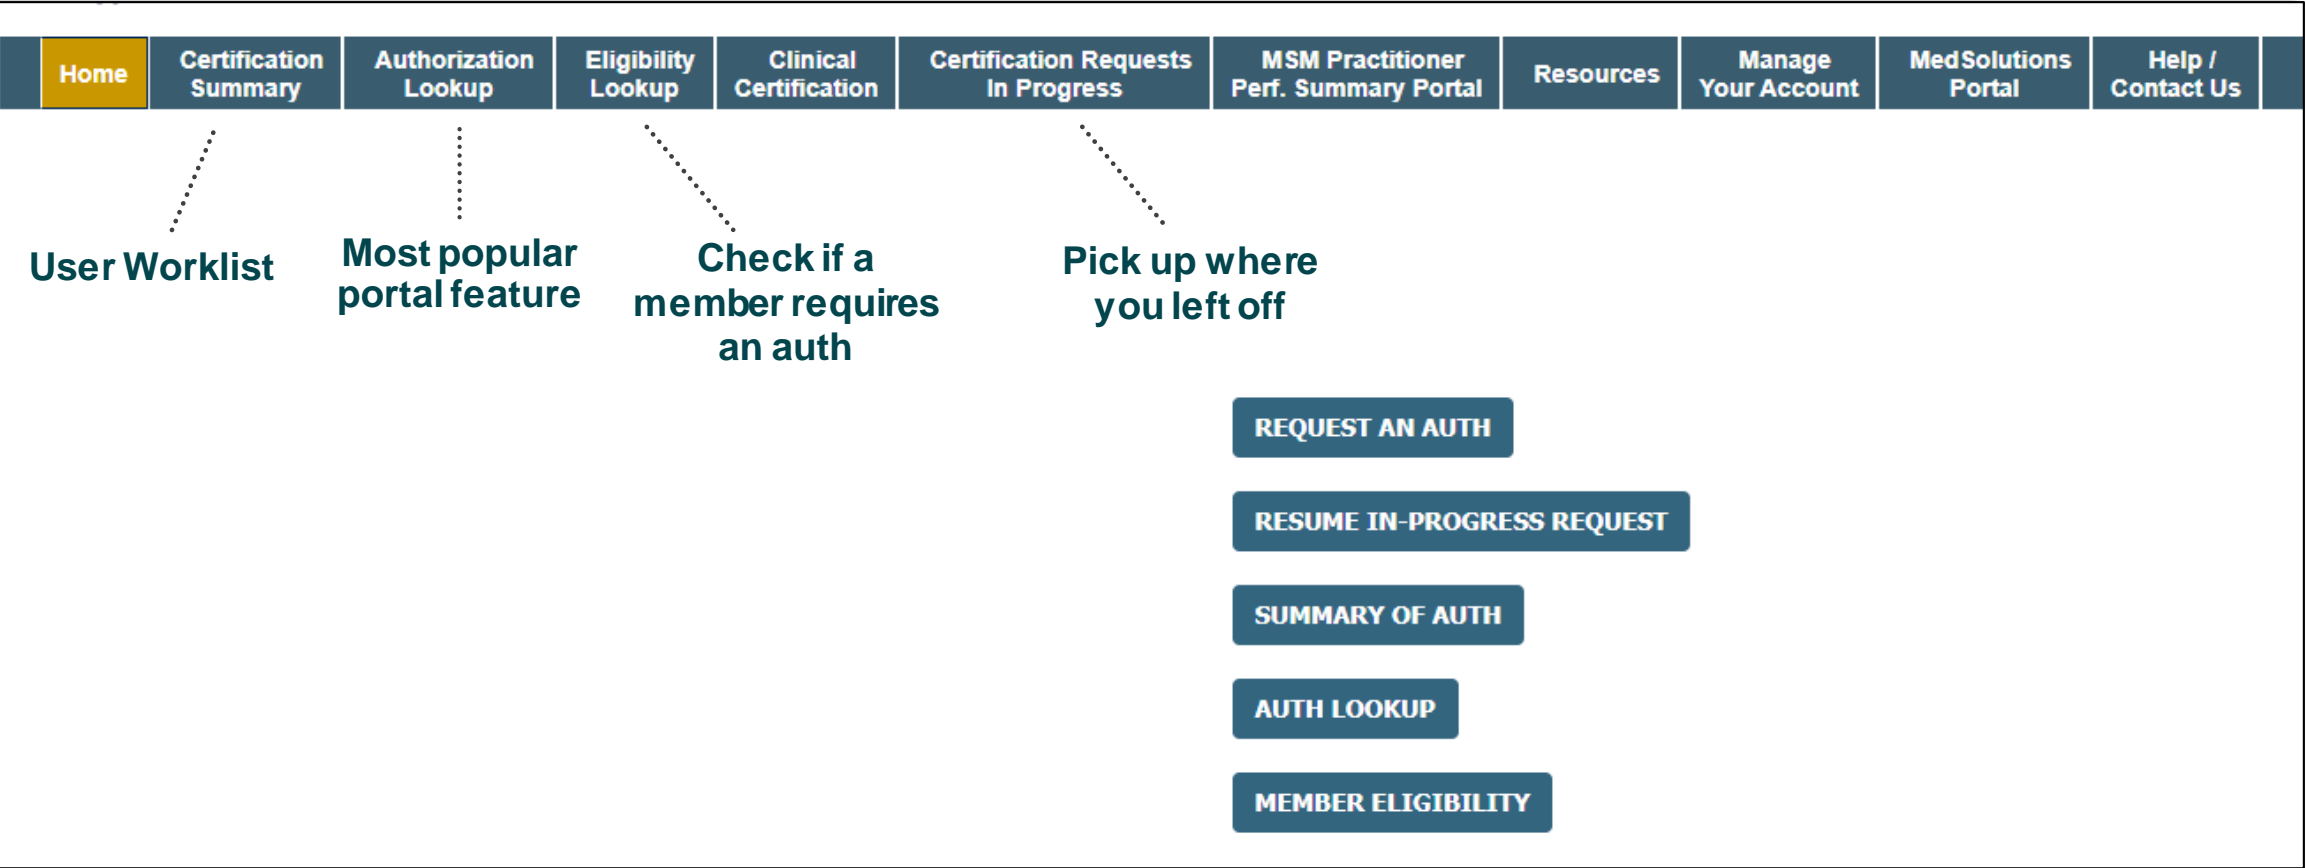 Home
Certification
Summary
Authorization
Lookup
Eligibility
Lookup
Clinical
Certification
Certification Requests
In Progress
MSM Practitioner
Perf. Summary Portal
Resources
Manage
Your Account
MedSolutions
Portal
Help /
Contact Us
User Worklist
Most popular
portal feature
Check if a
member requires
an auth
Pick up where
you left off
REQUEST AN AUTH
RESUME IN-PROGRESS REQUEST
SUMMARY OF AUTH
AUTH LOOKUP
MEMBER ELIGIBILITY